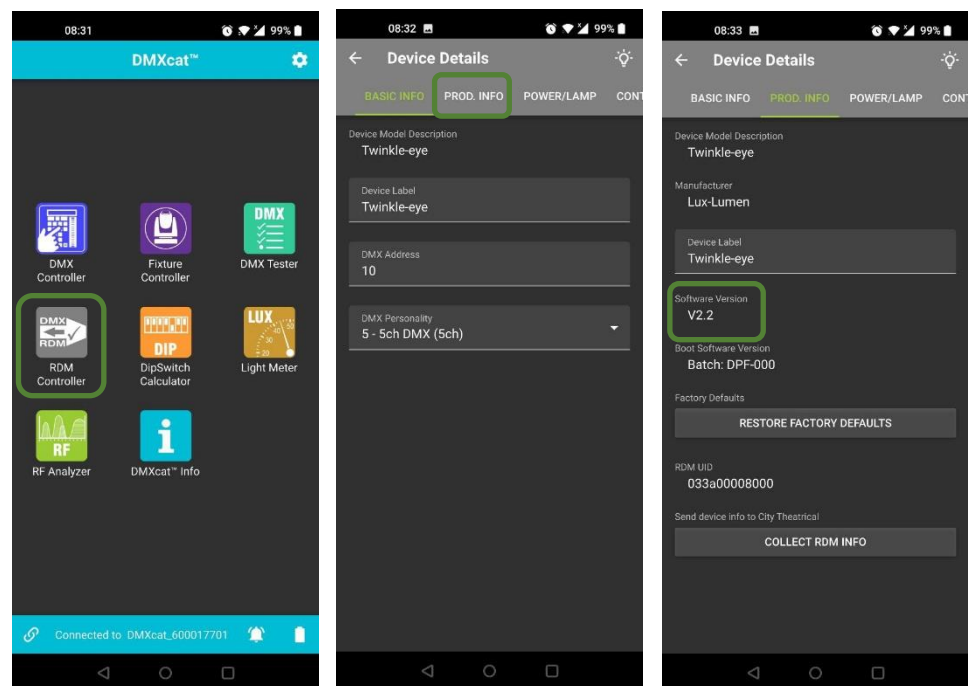 08:31
99%
DMXcat™
DMX
Controller
Fixture
Controller
DMX
DMX Tester
DMX
RDM
RDM
Controller
DIP
DipSwitch
Calculator
LUX
20
30
40
50
Light Meter
RF
RF Analyzer
i
DMXcat™ Info
Connected to DMXcat_600017701
08:32
99%
Device Details
BASIC INFO
PROD. INFO
POWER/LAMP
CONT
Device Model Description
Twinkle-eye
Device Label
Twinkle-eye
DMX Address
10
DMX Personality
5 - 5ch DMX (5ch)
08:33
99%
Device Details
BASIC INFO
PROD. INFO
POWER/LAMP
CONT
Device Model Description
Twinkle-eye
Manufacturer
Lux-Lumen
Device Label
Twinkle-eye
Software Version
V2.2
Boot Software Version
Batch: DPF-000
Factory Defaults
RESTORE FACTORY DEFAULTS
RDM UID
033a00008000
Send device info to City Theatrical
COLLECT RDM INFO